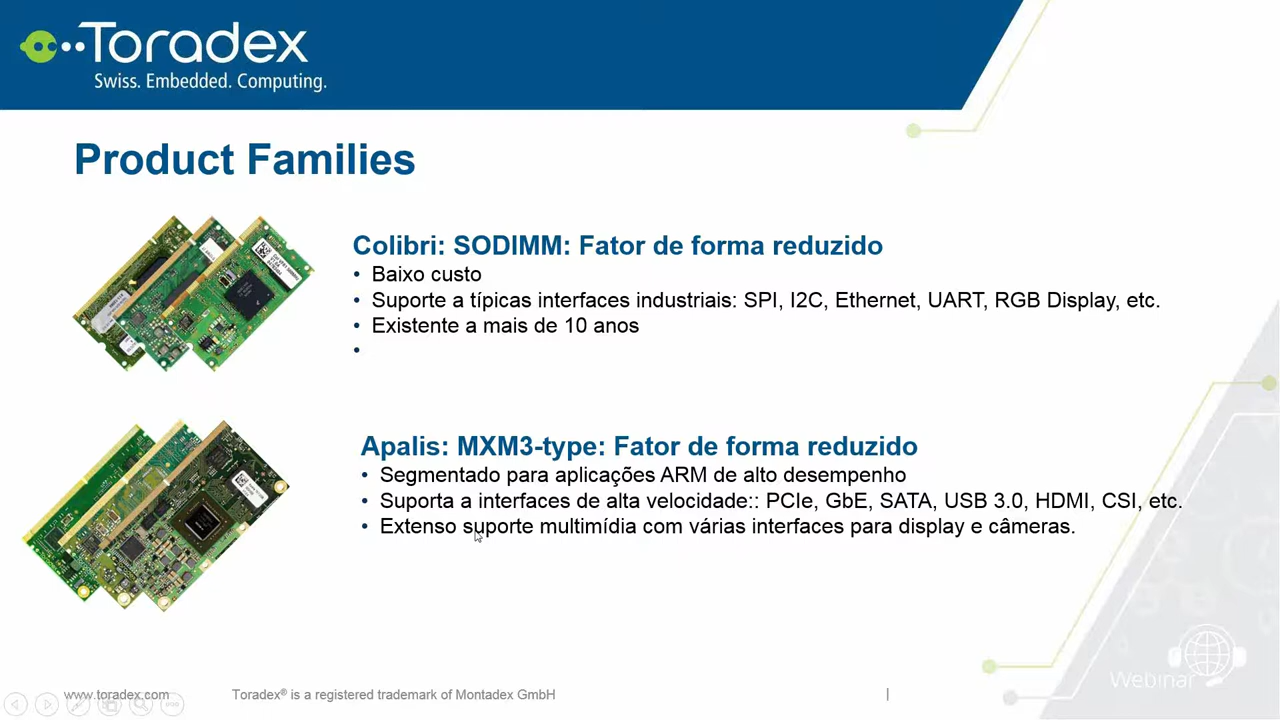 Toradex
Swiss. Embedded. Computing.
Product Families
Colibri: SODIMM: Fator de forma reduzido
• Baixo custo
• Suporte a típicas interfaces industriais: SPI, I2C, Ethernet, UART, RGB Display, etc.
• Existente a mais de 10 anos
•
Apalis: MXM3-type: Fator de forma reduzido
• Segmentado para aplicações ARM de alto desempenho
• Suporta a interfaces de alta velocidade:: PCIe, GbE, SATA, USB 3.0, HDMI, CSI, etc.
• Extenso suporte multimídia com várias interfaces para display e câmeras.
Webinar
www.toradex.com
Toradex® is a registered trademark of Montadex GmbH
|